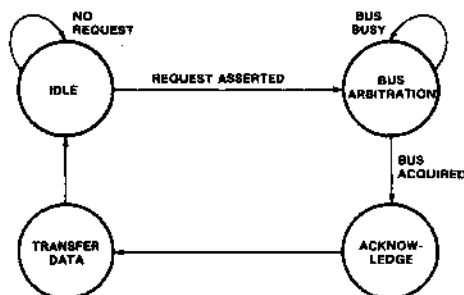 NO
REQUEST
BUS
BUSY
IDLE
REQUEST ASSERTED
BUS
ARBITRATION
BUS
ACQUIRED
TRANSFER
DATA
ACKNOW-
LEDGE